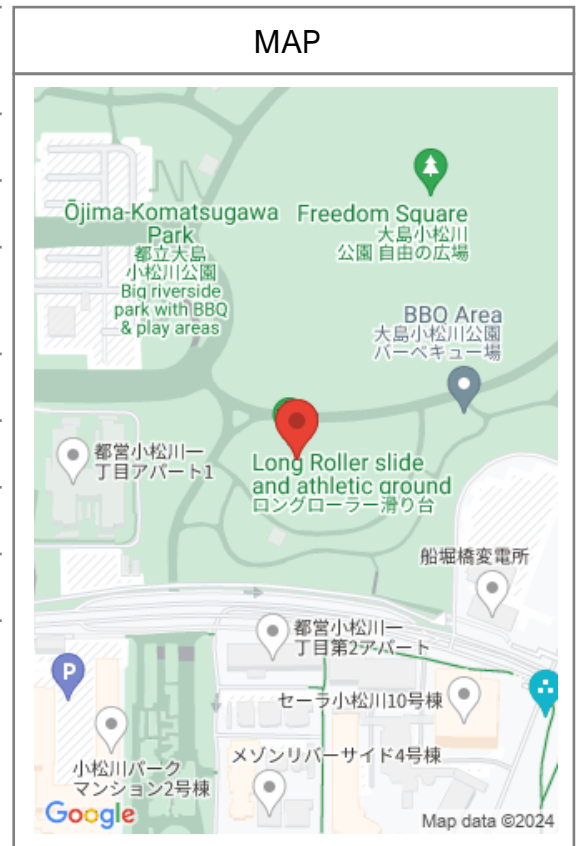 MAP
Ōjima-Komatsugawa
Park
都立大島
小松川公園
Big riverside
park with BBQ
& play areas
Freedom Square
大島小松川
公園 自由の広場
BBQ Area
大島小松川公園
バーベキュー場
都営小松川一
丁目アパート1
Long Roller slide
and athletic ground
ロングローラー滑り台
船堀橋変電所
都営小松川一
丁目第2アパート
P
セーラ小松川10号棟
小松川パーク
マンション2号棟
メゾンリバーサイド4号棟
Google
Map data ©2024